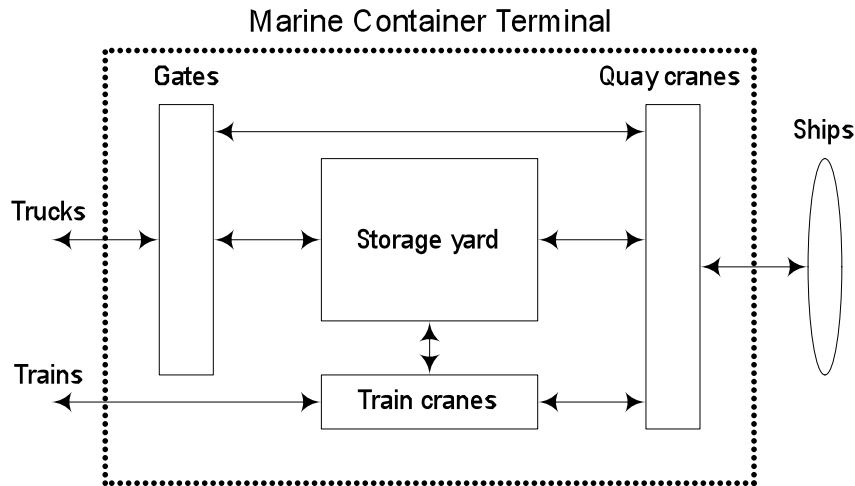 Marine Container Terminal
Gates
Quay cranes
Ships
Trucks
Storage yard
Trains
Train cranes